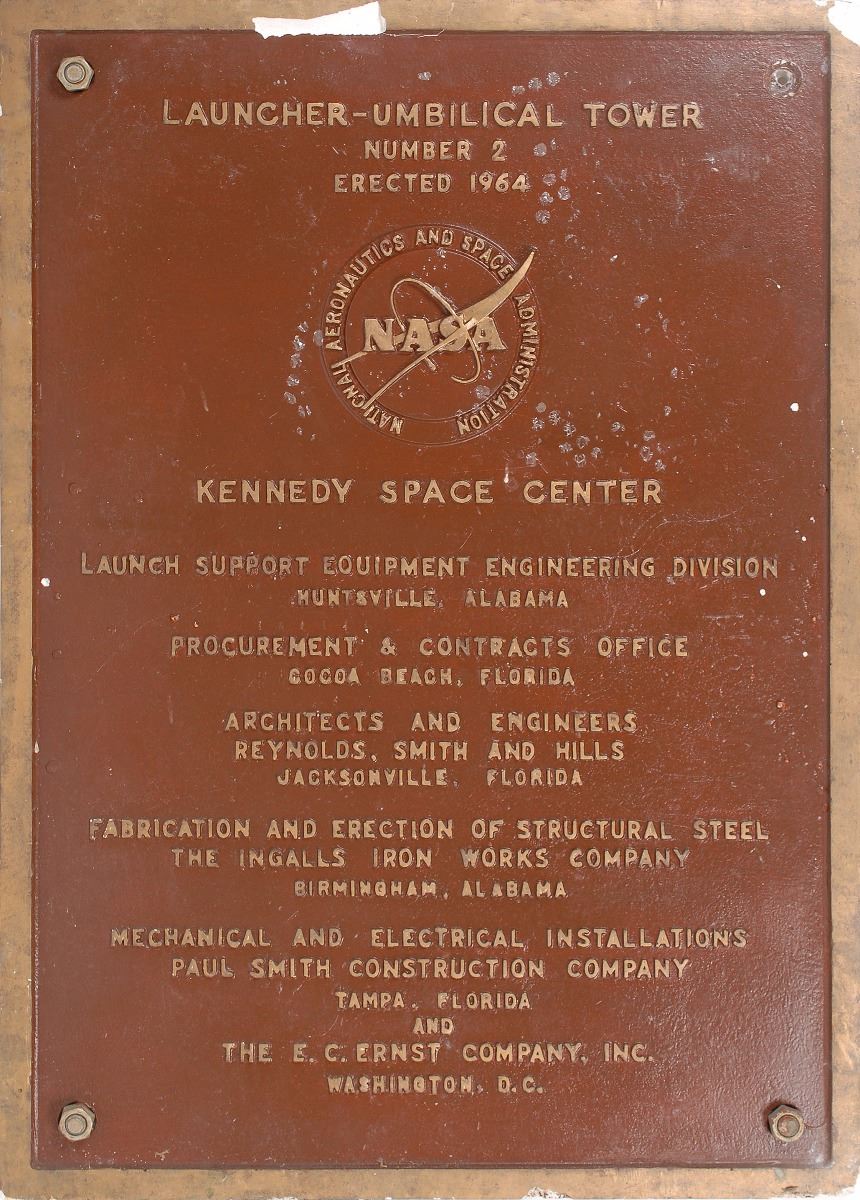 LAUNCHER-UMBILICAL TOWER
NUMBER 2
ERECTED 1964
NATIONAL AERONAUTICS AND SPACE ADMINISTRATION
NASA
KENNEDY SPACE CENTER
LAUNCH SUPPORT EQUIPMENT ENGINEERING DIVISION
HUNTSVILLE, ALABAMA
PROCUREMENT & CONTRACTS OFFICE
COCOA BEACH, FLORIDA
ARCHITECTS AND ENGINEERS
REYNOLDS, SMITH AND HILLS
JACKSONVILLE, FLORIDA
FABRICATION AND ERECTION OF STRUCTURAL STEEL
THE INGALLS IRON WORKS COMPANY
BIRMINGHAM, ALABAMA
MECHANICAL AND ELECTRICAL INSTALLATIONS
PAUL SMITH CONSTRUCTION COMPANY
TAMPA, FLORIDA
AND
THE E. C. ERNST COMPANY, INC.
WASHINGTON, D.C.